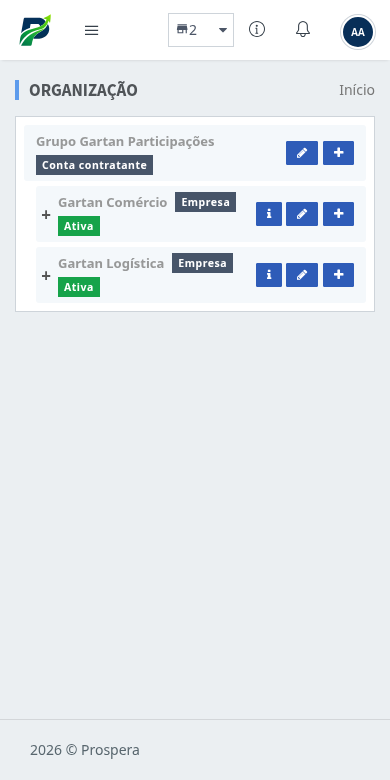 2
AA
ORGANIZAÇÃO
Início
Grupo Gartan Participações
Conta contratante
Gartan Comércio Empresa
Ativa
Gartan Logística Empresa
Ativa
2026 © Prospera